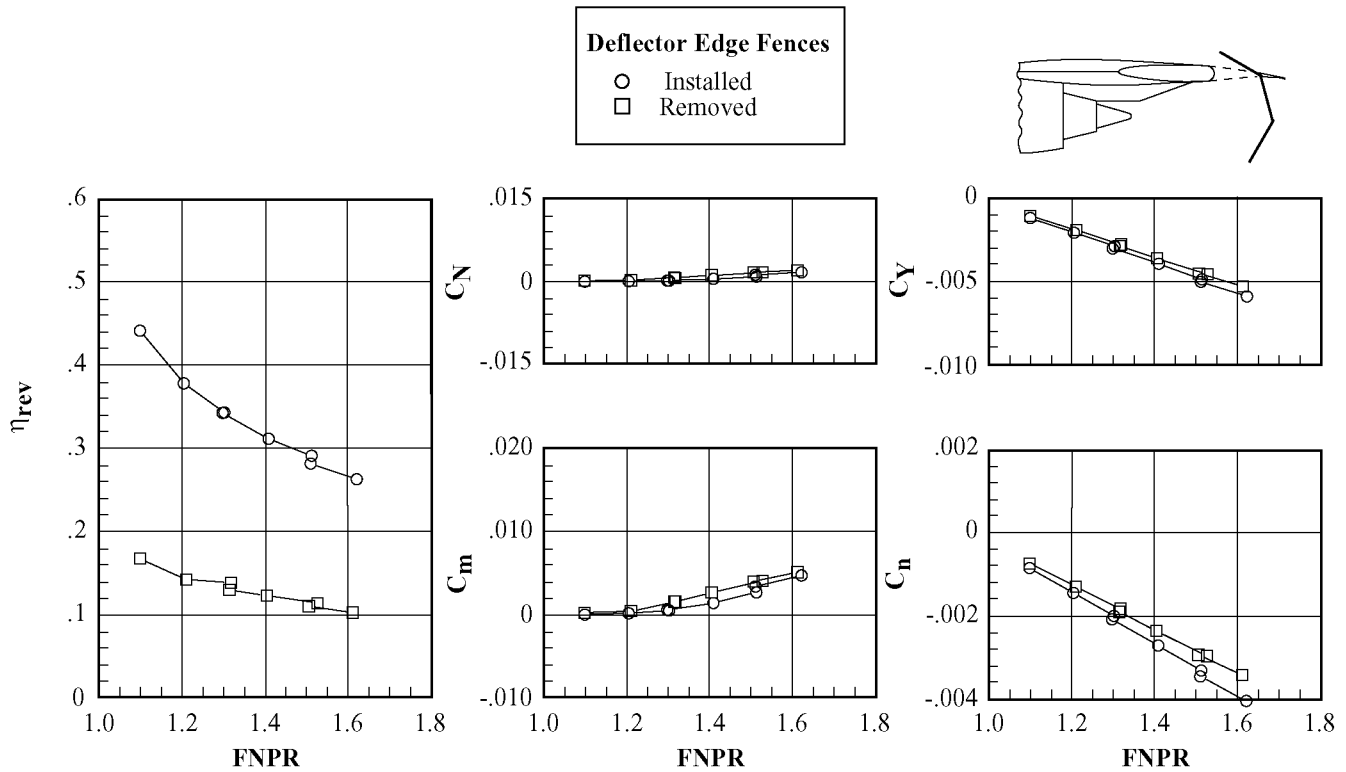 Deflector Edge Fences
Installed
Removed
.6
.5
.4
.3
.2
.1
0
ηrev
1.0 1.2 1.4 1.6 1.8
FNPR
.015
0
-.015
CN
.020
.010
0
-.010
Cm
1.0 1.2 1.4 1.6 1.8
FNPR
0
-.005
-.010
CY
.002
0
-.002
-.004
Cn
1.0 1.2 1.4 1.6 1.8
FNPR